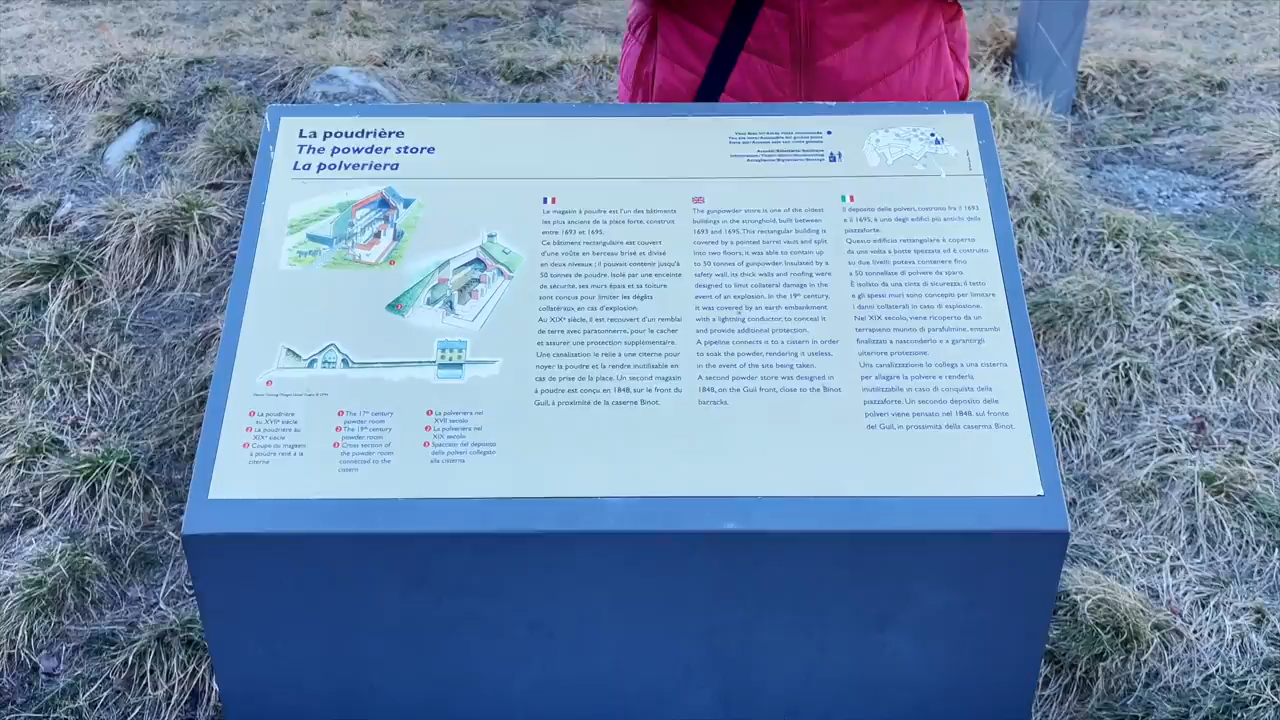 La poudrière
The powder store
La polveriera
Le magasin à poudre est l'un des bâtiments
les plus anciens de la place forte, construit
entre 1693 et 1695.
Ce bâtiment rectangulaire est couvert
d'une voûte en berceau brisé et divisé
en deux niveaux ; il pouvait contenir jusqu'à
50 tonnes de poudre. Isolé par une enceinte
de sécurité, ses murs épais et sa toiture
sont conçus pour limiter les dégâts
collatéraux en cas d'explosion.
Au XIXe siècle, il est recouvert d'un remblai
de terre avec paratonnerre, pour le cacher
et assurer une protection supplémentaire.
Une canalisation le relie à une citerne pour
noyer la poudre et la rendre inutilisable en
cas de prise de la place. Un second magasin
à poudre est conçu en 1848, sur le front du
Guil, à proximité de la caserne Binot.
The gunpowder store is one of the oldest
buildings in the stronghold, built between
1693 and 1695. This rectangular building is
covered by a pointed barrel vault and split
into two floors; it was able to contain up
to 50 tons of gunpowder. Insulated by a
safety wall, its thick walls and roofing were
designed to limit collateral damage in the
event of an explosion. In the 19th century,
it was covered by an earth embankment
with a lightning conductor, to conceal it
and provide additional protection.
A pipeline connects it to a cistern in order
to soak the powder, rendering it useless,
in the event of the site being taken.
A second powder store was designed in
1848, on the Guil front, close to the Binot
barracks.
Il deposito delle polveri, costruito fra il 1693
e il 1695, è uno degli edifici più antichi della
piazzaforte.
Questo edificio rettangolare è coperto
da una volta a botte spezzata ed è costruito
su due livelli: poteva contenere fino
a 50 tonnellate di polvere da sparo.
È isolato da una cinta di sicurezza; il tetto
e gli spessi muri sono concepiti per limitare
i danni collaterali in caso di esplosione.
Nel XIX secolo, viene ricoperto da un
terrapieno munito di parafulmine, entrambi
finalizzati a nasconderlo e a garantirgli
ulteriore protezione.
Una canalizzazione lo collega a una cisterna
per allagare la polvere e renderla
inutilizzabile in caso di conquista della
piazzaforte. Un secondo deposito delle
polveri viene pensato nel 1848, sul fronte
del Guil, in prossimità della caserma Binot.
1 La poudrière
au XVIIe siècle
2 La poudrière au
XIXe siècle
3 Coupe du magasin
à poudre relié à la
citerne
1 The 17th century
powder room
2 The 19th century
powder room
3 Cross section of
the powder room
connected to the
cistern
1 La polveriera nel
XVII secolo
2 La polveriera nel
XIX secolo
3 Spaccato del deposito
delle polveri collegato
alla cisterna